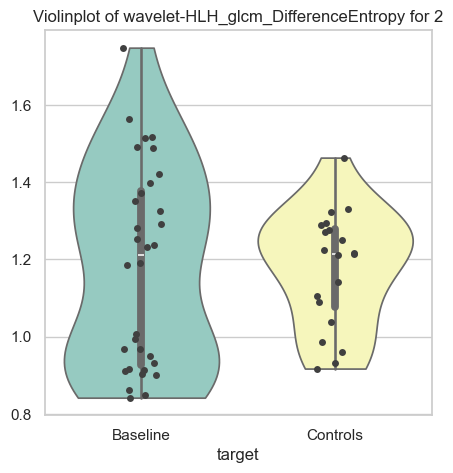 Violinplot of wavelet-HLH_glcm_DifferenceEntropy for 2
1.6
1.4
1.2
1.0
0.8
Baseline
Controls
target